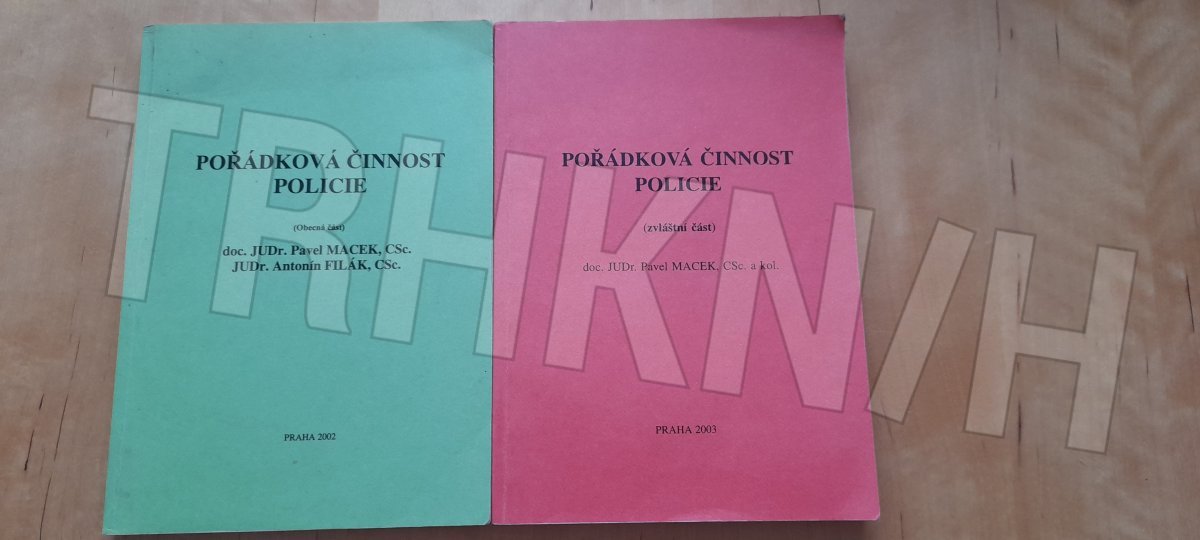 POŘÁDKOVÁ ČINNOST
POLICIE
(Obecná část)
doc. JUDr. Pavel MACEK, CSc.
JUDr. Antonín FILÁK, CSc.
PRAHA 2002
POŘÁDKOVÁ ČINNOST
POLICIE
(zvláštní část)
doc. JUDr. Pavel MACEK, CSc. a kol.
PRAHA 2003
TRHKN/H